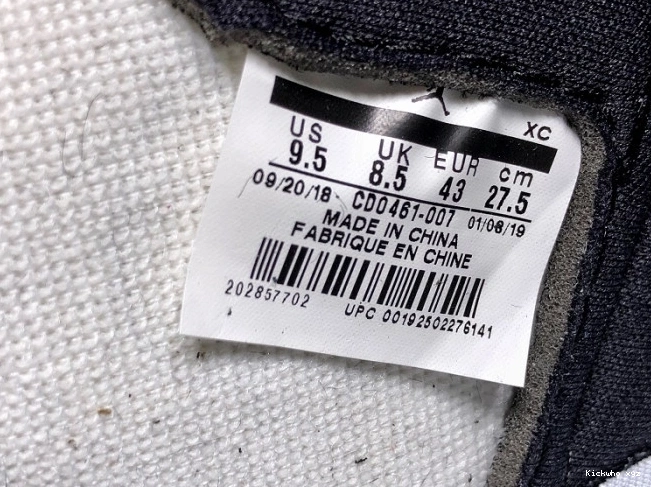 XC
US UK EUR cm
9.5 8.5 43 27.5
09/20/18 CD0461-007 01/08/19
MADE IN CHINA
FABRIQUE EN CHINE
202857702 UPC 00192502276141
Kickwho.xyz